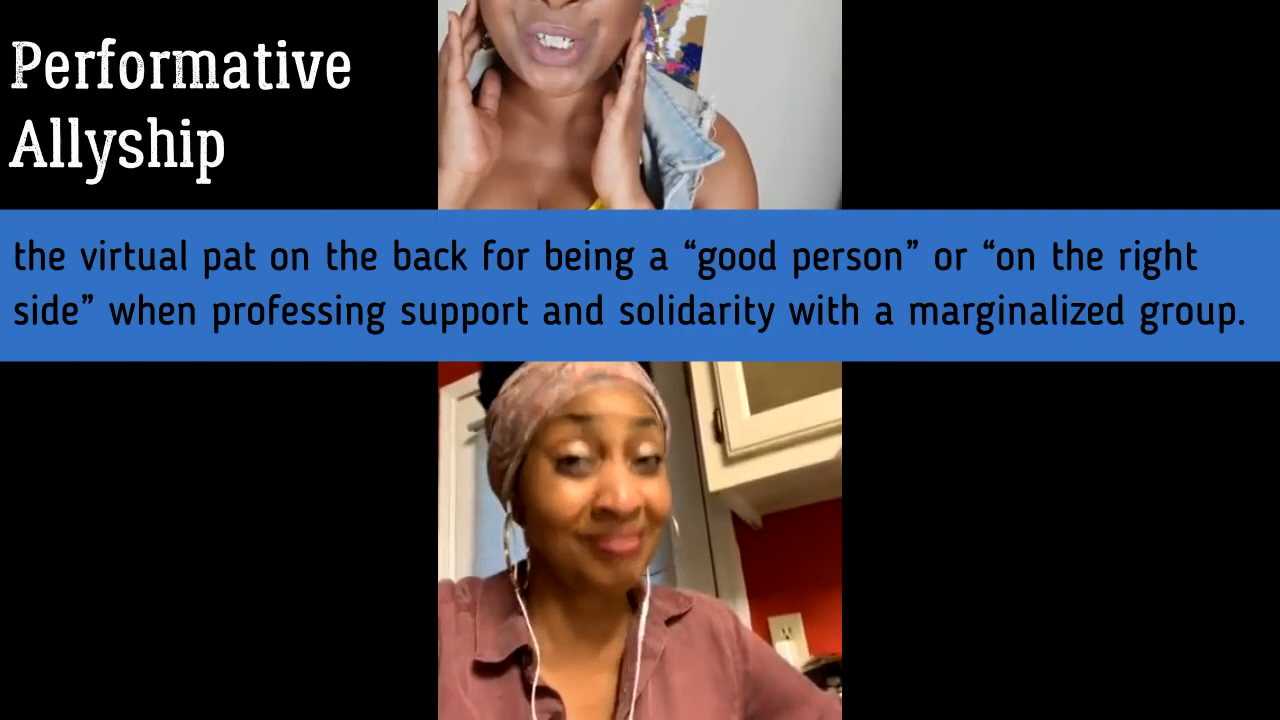 Performative
Allyship
the virtual pat on the back for being a “good person” or “on the right
side” when professing support and solidarity with a marginalized group.